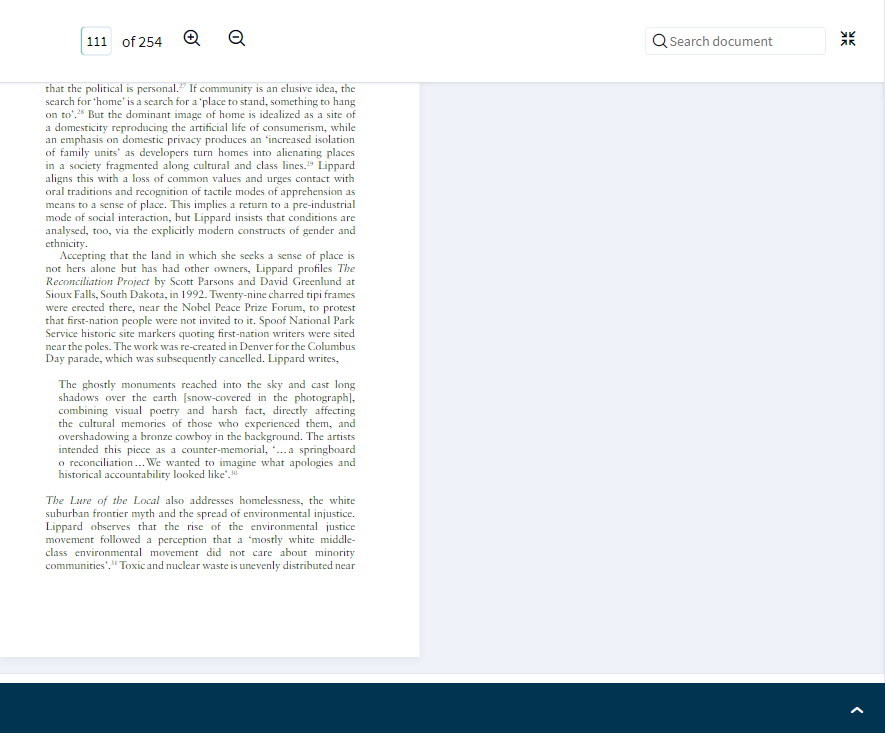 111 of 254
Search document
that the political is personal.27 If community is an elusive idea, the
search for ‘home’ is a search for a ‘place to stand, something to hang
on to’.28 But the dominant image of home is idealized as a site of
a domesticity reproducing the artificial life of consumerism, while
an emphasis on domestic privacy produces an ‘increased isolation
of family units’ as developers turn homes into alienating places
in a society fragmented along cultural and class lines.29 Lippard
aligns this with a loss of common values and urges contact with
oral traditions and recognition of tactile modes of apprehension as
means to a sense of place. This implies a return to a pre-industrial
mode of social interaction, but Lippard insists that conditions are
analysed, too, via the explicitly modern constructs of gender and
ethnicity.
Accepting that the land in which she seeks a sense of place is
not hers alone but has had other owners, Lippard profiles The
Reconciliation Project by Scott Parsons and David Greenlund at
Sioux Falls, South Dakota, in 1992. Twenty-nine charred tipi frames
were erected there, near the Nobel Peace Prize Forum, to protest
that first-nation people were not invited to it. Spoof National Park
Service historic site markers quoting first-nation writers were sited
near the poles. The work was re-created in Denver for the Columbus
Day parade, which was subsequently cancelled. Lippard writes,
The ghostly monuments reached into the sky and cast long
shadows over the earth [snow-covered in the photograph],
combining visual poetry and harsh fact, directly affecting
the cultural memories of those who experienced them, and
overshadowing a bronze cowboy in the background. The artists
intended this piece as a counter-memorial, ‘…a springboard
o reconciliation…We wanted to imagine what apologies and
historical accountability looked like’.30
The Lure of the Local also addresses homelessness, the white
suburban frontier myth and the spread of environmental injustice.
Lippard observes that the rise of the environmental justice
movement followed a perception that a ‘mostly white middle-
class environmental movement did not care about minority
communities’.31 Toxic and nuclear waste is unevenly distributed near